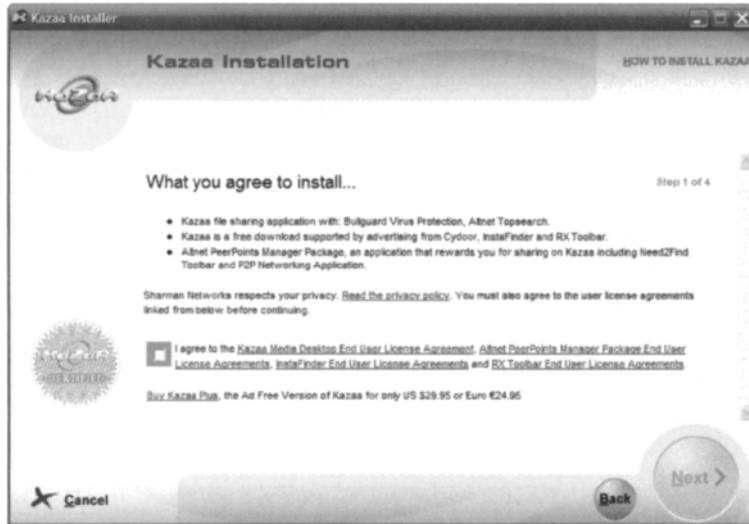 Kazaa Installer
Kazaa Installation
HOW TO INSTALL KAZAA
KaZaA
What you agree to install...
Step 1 of 4
• Kazaa file sharing application with: Bullguard Virus Protection, Altnet Topsearch.
• Kazaa is a free download supported by advertising from Cydoor, InstaFinder and RX Toolbar.
• Altnet PeerPoints Manager Package, an application that rewards you for sharing on Kazaa including Need2Find
Toolbar and P2P Networking Application.
Sharman Networks respects your privacy. Read the privacy policy. You must also agree to the user license agreements
linked from below before continuing.
KaZaA
CERTIFIED
I agree to the Kazaa Media Desktop End User License Agreement, Altnet PeerPoints Manager Package End User
License Agreements, InstaFinder End User License Agreements and RX Toolbar End User License Agreements.
Buy Kazaa Plus, the Ad Free Version of Kazaa for only US $29.95 or Euro €24.95
Cancel
Back
Next